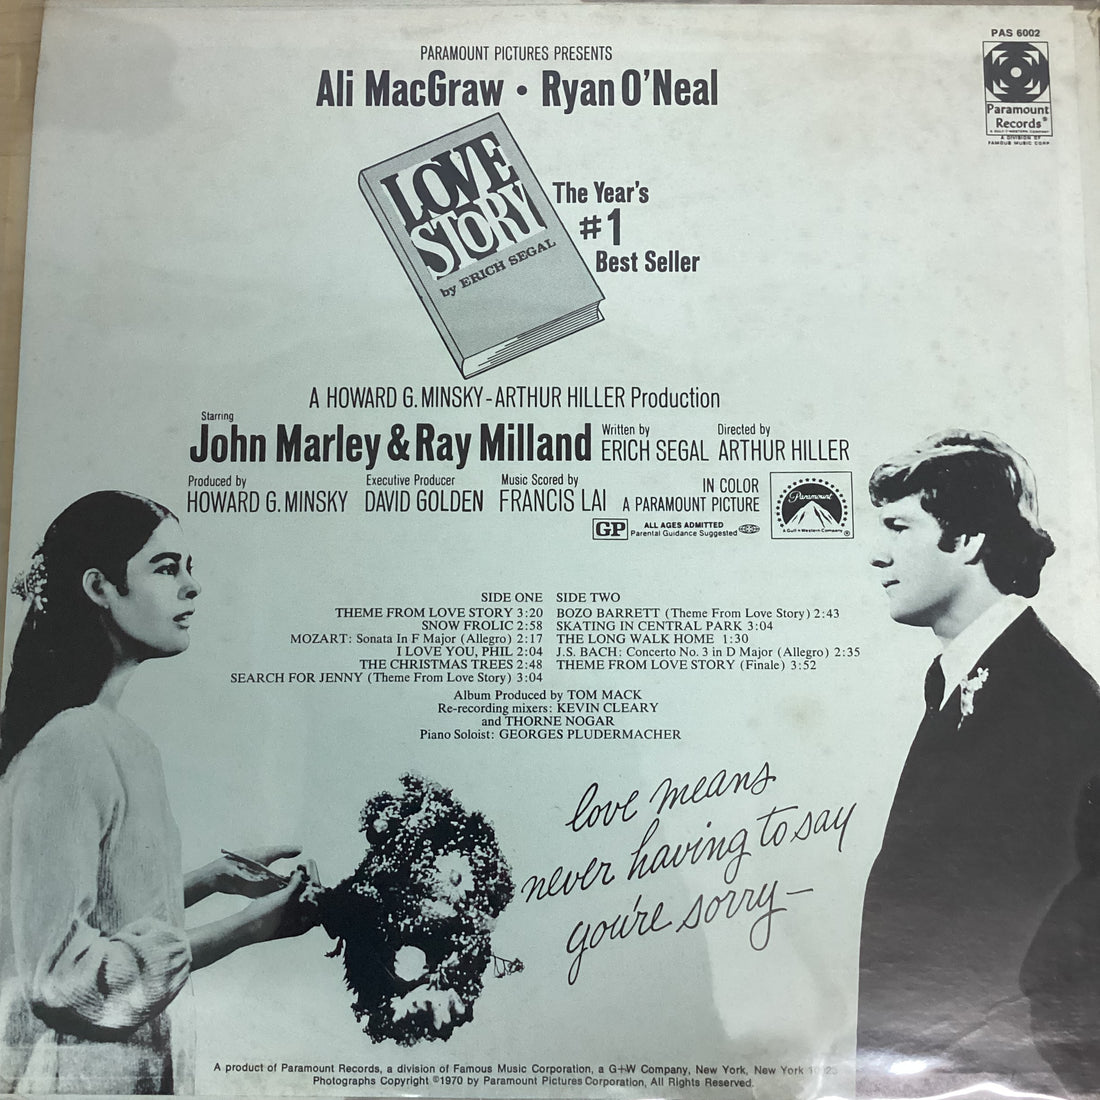 PAS 6002
Paramount
Records®
A GULF+WESTERN COMPANY
A DIVISION OF
FAMOUS MUSIC CORP
PARAMOUNT PICTURES PRESENTS
Ali MacGraw • Ryan O'Neal
LOVE
STORY
by ERICH SEGAL
The Year's
#1
Best Seller
A HOWARD G. MINSKY - ARTHUR HILLER Production
Starring
John Marley & Ray Milland
Written by
ERICH SEGAL
Directed by
ARTHUR HILLER
Produced by
HOWARD G. MINSKY
Executive Producer
DAVID GOLDEN
Music Scored by
FRANCIS LAI
IN COLOR
A PARAMOUNT PICTURE
Paramount
A Gulf+Western Company
®
GP
ALL AGES ADMITTED
Parental Guidance Suggested
SIDE ONE
THEME FROM LOVE STORY 3:20
SNOW FROLIC 2:58
MOZART: Sonata In F Major (Allegro) 2:17
I LOVE YOU, PHIL 2:04
THE CHRISTMAS TREES 2:48
SEARCH FOR JENNY (Theme From Love Story) 3:04
SIDE TWO
BOZO BARRETT (Theme From Love Story) 2:43
SKATING IN CENTRAL PARK 3:04
THE LONG WALK HOME 1:30
J.S. BACH: Concerto No. 3 in D Major (Allegro) 2:35
THEME FROM LOVE STORY (Finale) 3:52
Album Produced by TOM MACK
Re-recording mixers: KEVIN CLEARY
and THORNE NOGAR
Piano Soloist: GEORGES PLUDERMACHER
love means
never having to say
you're sorry—
A product of Paramount Records, a division of Famous Music Corporation, a G+W Company, New York, New York 10023
Photographs Copyright ©1970 by Paramount Pictures Corporation, All Rights Reserved.